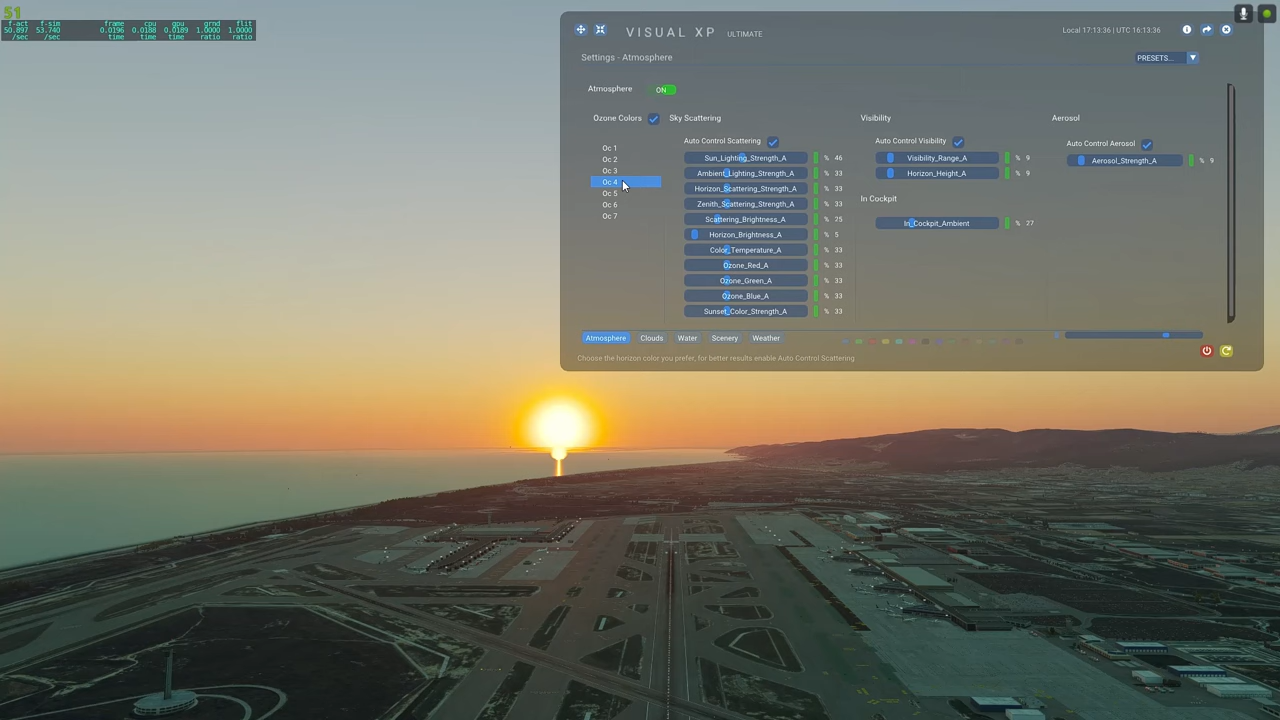 51
f-act f-sim frame cpu gpu grnd flit
50.897 53.740 0.0196 0.0188 0.0189 1.0000 1.0000
/sec /sec time time time ratio ratio
VISUAL XP ULTIMATE
Local 17:13:36 | UTC 16:13:36
Settings - Atmosphere
PRESETS...
Atmosphere ON
Ozone Colors
Oc 1
Oc 2
Oc 3
Oc 4
Oc 5
Oc 6
Oc 7
Sky Scattering
Auto Control Scattering
Sun_Lighting_Strength_A % 46
Ambient_Lighting_Strength_A % 33
Horizon_Scattering_Strength_A % 33
Zenith_Scattering_Strength_A % 33
Scattering_Brightness_A % 25
Horizon_Brightness_A % 5
Color_Temperature_A % 33
Ozone_Red_A % 33
Ozone_Green_A % 33
Ozone_Blue_A % 33
Sunset_Color_Strength_A % 33
Visibility
Auto Control Visibility
Visibility_Range_A % 9
Horizon_Height_A % 9
In Cockpit
In_Cockpit_Ambient % 27
Aerosol
Auto Control Aerosol
Aerosol_Strength_A % 9
Atmosphere Clouds Water Scenery Weather
Choose the horizon color you prefer, for better results enable Auto Control Scattering